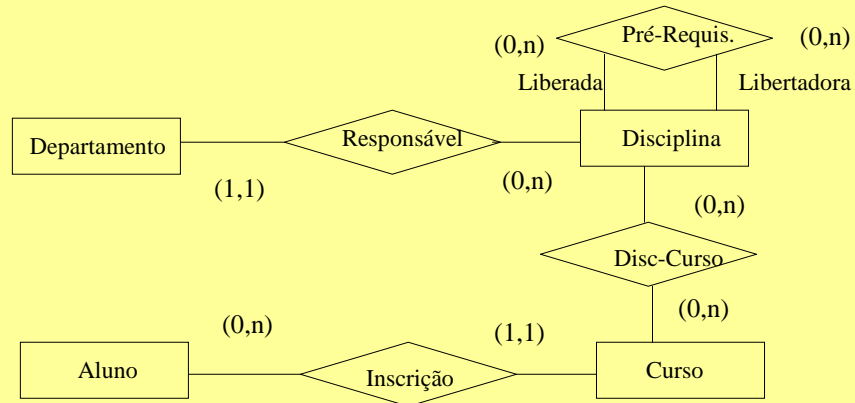 Pré-Requis.
(0,n)
(0,n)
Liberada
Libertadora
Departamento
Responsável
Disciplina
(1,1)
(0,n)
(0,n)
Disc-Curso
(0,n)
(0,n)
(1,1)
Aluno
Inscrição
Curso